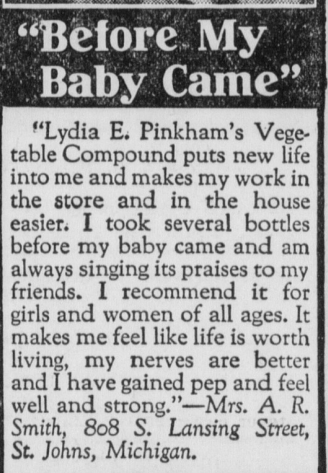 "Before My
Baby Came"
"Lydia E. Pinkham's Vege-
table Compound puts new life
into me and makes my work in
the store and in the house
easier. I took several bottles
before my baby came and am
always singing its praises to my
friends. I recommend it for
girls and women of all ages. It
makes me feel like life is worth
living, my nerves are better
and I have gained pep and feel
well and strong."—Mrs. A. R.
Smith, 808 S. Lansing Street,
St. Johns, Michigan.